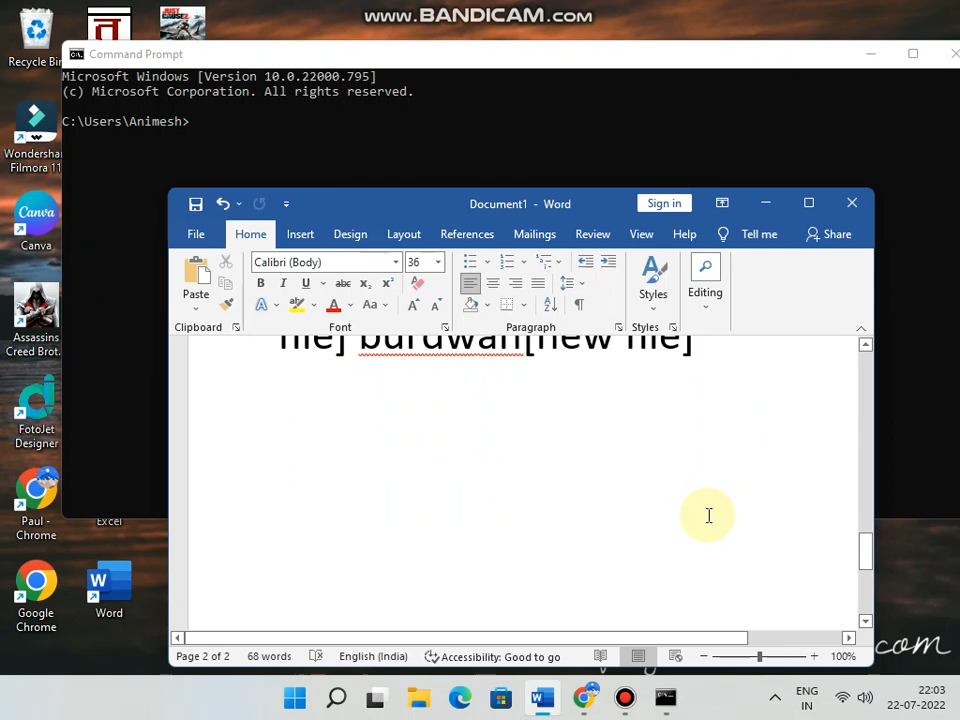 WWW.BANDICAM.COM
Recycle Bin
Command Prompt
Microsoft Windows [Version 10.0.22000.795]
(c) Microsoft Corporation. All rights reserved.
C:\Users\Animesh>
Wondershar
Filmora 11
Canva
Assassins
Creed Brot...
FotoJet
Designer
Paul -
Chrome
Excel
Google
Chrome
Word
Document1 - Word
Sign in
File Home Insert Design Layout References Mailings Review View Help Tell me Share
Calibri (Body) 36
Paste
Styles
Editing
Clipboard Font Paragraph Styles
file] burdwan[new file]
Page 2 of 2 68 words English (India) Accessibility: Good to go 100%
com
ENG
IN
22:03
22-07-2022